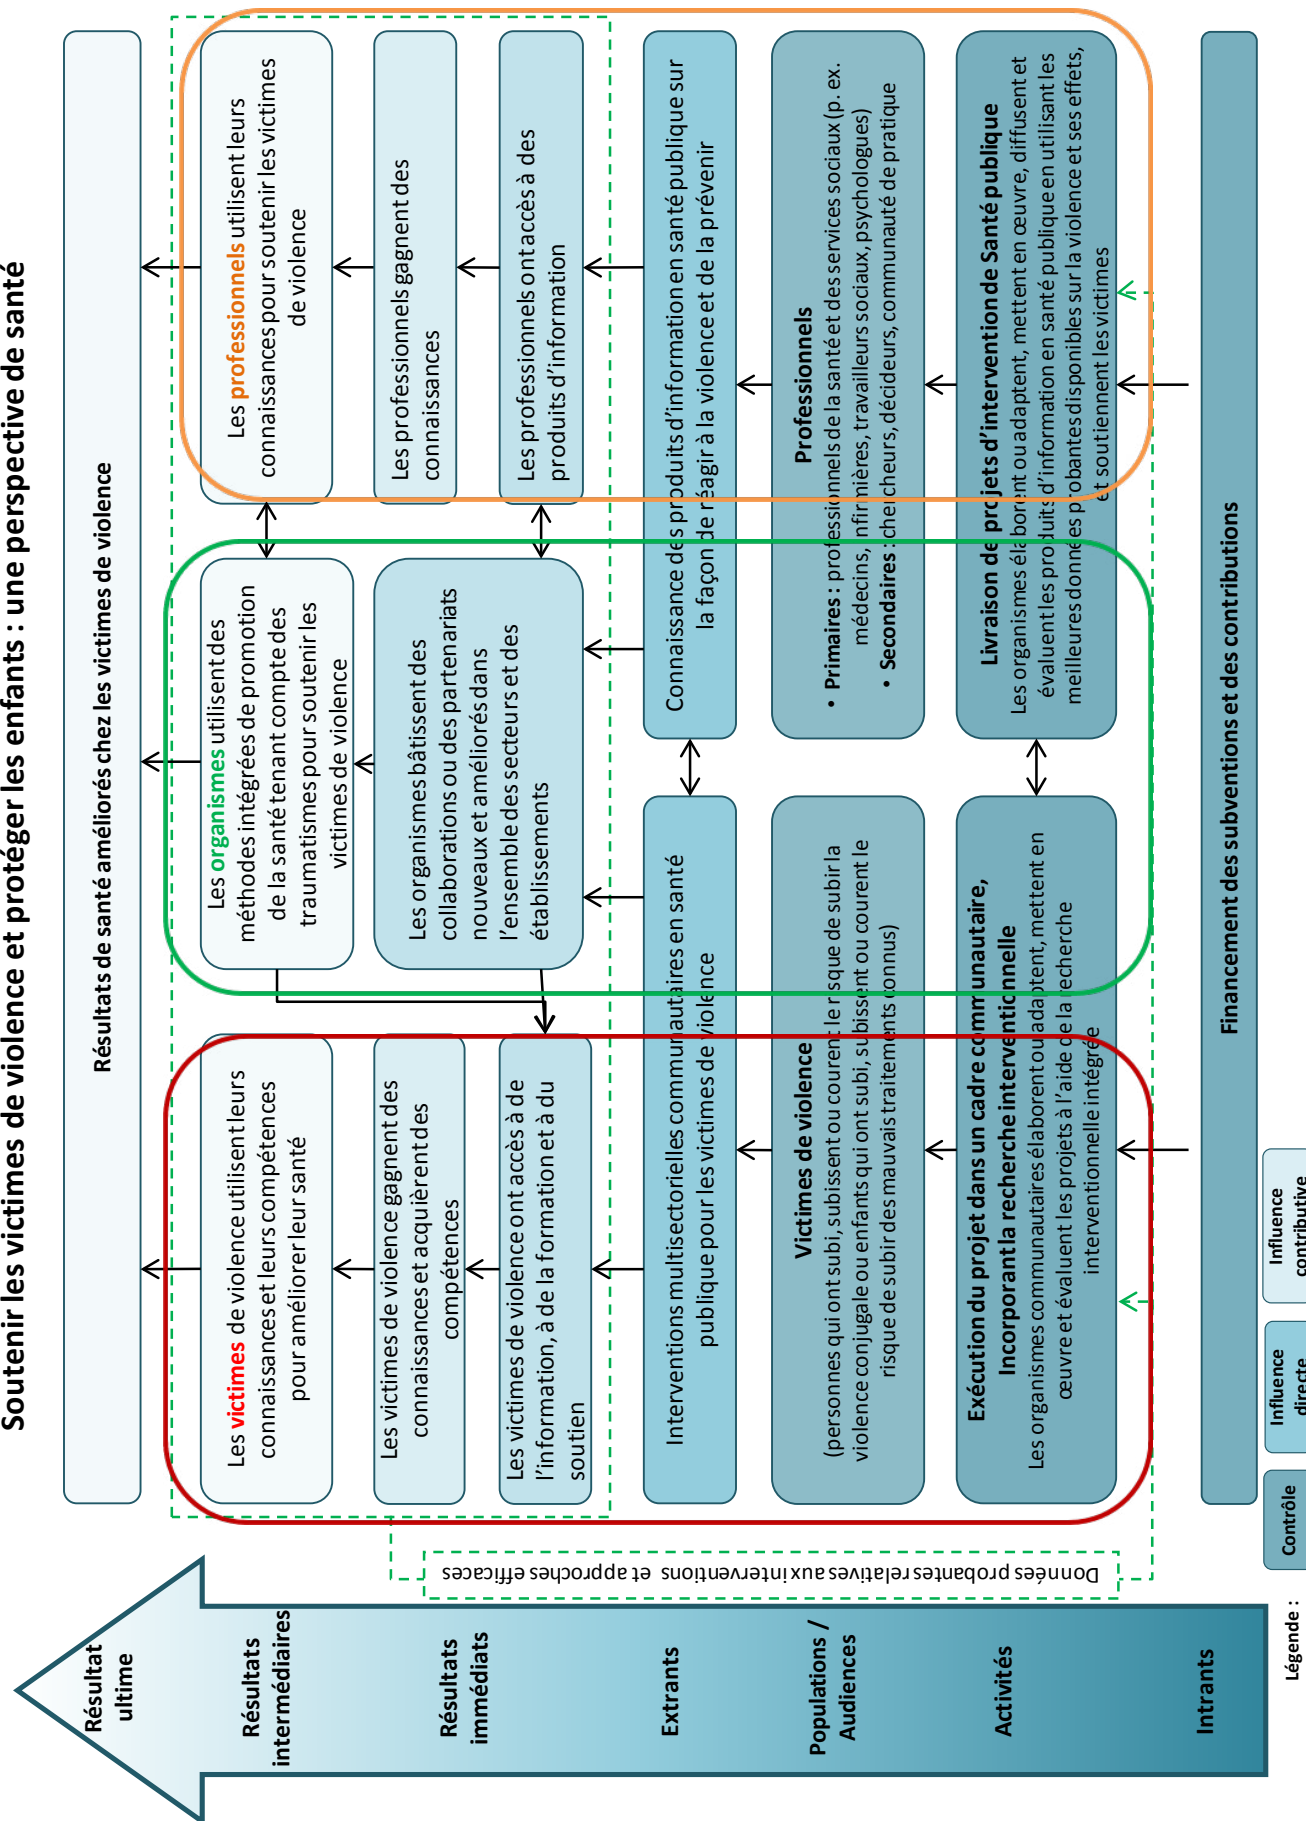 Soutenir les victimes de violence et protéger les enfants : une perspective de santé
Résultat
ultime
Résultats de santé améliorés chez les victimes de violence
Résultats
intermédiaires
Les victimes de violence utilisent leurs
connaissances et leurs compétences
pour améliorer leur santé
Les organismes utilisent des
méthodes intégrées de promotion
de la santé tenant compte des
traumatismes pour soutenir les
victimes de violence
Les professionnels utilisent leurs
connaissances pour soutenir les victimes
de violence
Résultats
immédiats
Les victimes de violence gagnent des
connaissances et acquièrent des
compétences
Les victimes de violence ont accès à de
l’information, à de la formation et à du
soutien
Les organismes bâtissent des
collaborations ou des partenariats
nouveaux et améliorés dans
l’ensemble des secteurs et des
établissements
Les professionnels gagnent des
connaissances
Les professionnels ont accès à des
produits d’information
Extrants
Interventions multisectorielles communautaires en santé
publique pour les victimes de violence
Connaissance des produits d’information en santé publique sur
la façon de réagir à la violence et de la prévenir
Populations /
Audiences
Victimes de violence
(personnes qui ont subi, subissent ou courent le risque de subir la
violence conjugale ou enfants qui ont subi, subissent ou courent le
risque de subir des mauvais traitements connus)
Professionnels
• Primaires : professionnels de la santé et des services sociaux (p. ex.
médecins, infirmières, travailleurs sociaux, psychologues)
• Secondaires : chercheurs, décideurs, communauté de pratique
Activités
Exécution du projet dans un cadre communautaire,
Incorporant la recherche interventionnelle
Les organismes communautaires élaborent ou adaptent, mettent en
œuvre et évaluent les projets à l’aide de la recherche
interventionnelle intégrée
Livraison de projets d’intervention de Santé publique
Les organismes élaborent ou adaptent, mettent en œuvre, diffusent et
évaluent les produits d’information en santé publique en utilisant les
meilleures données probantes disponibles sur la violence et ses effets,
et soutiennent les victimes
Intrants
Financement des subventions et des contributions
Données probantes relatives aux interventions et approches efficaces
Légende :
Contrôle
Influence
directe
Influence
contributive